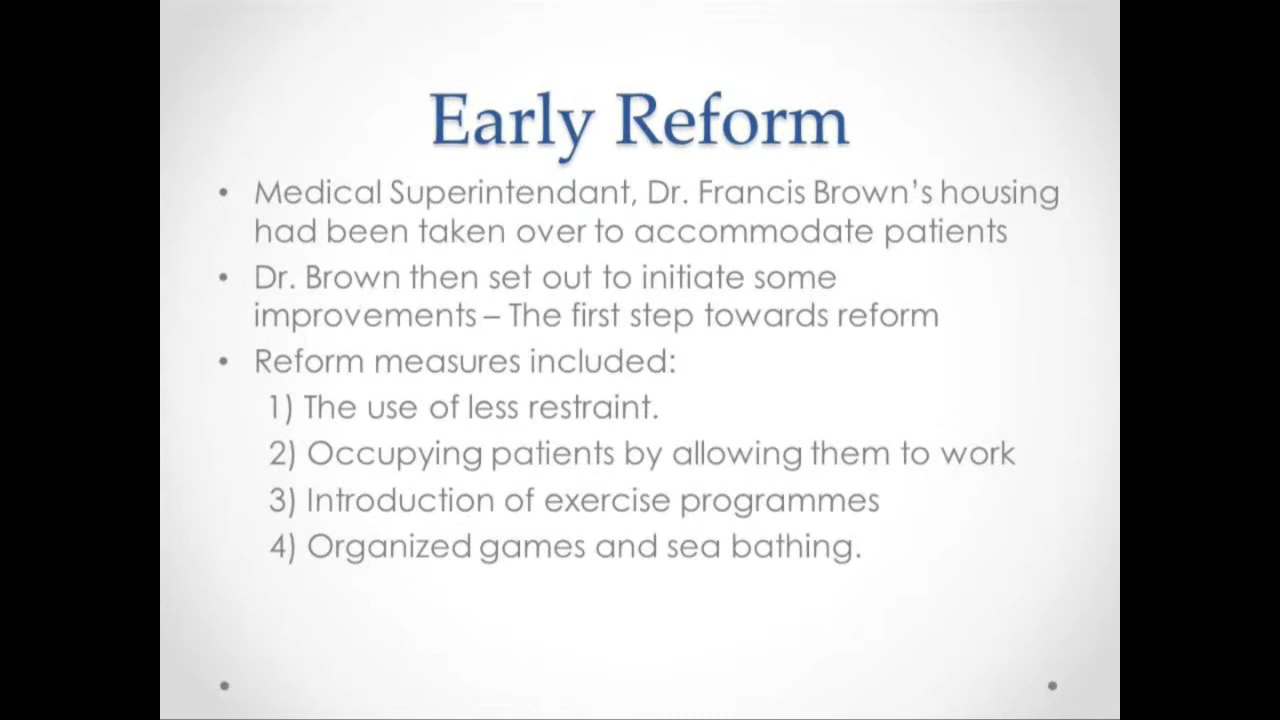 Early Reform
• Medical Superintendant, Dr. Francis Brown's housing
had been taken over to accommodate patients
• Dr. Brown then set out to initiate some
improvements – The first step towards reform
• Reform measures included:
1) The use of less restraint.
2) Occupying patients by allowing them to work
3) Introduction of exercise programmes
4) Organized games and sea bathing.